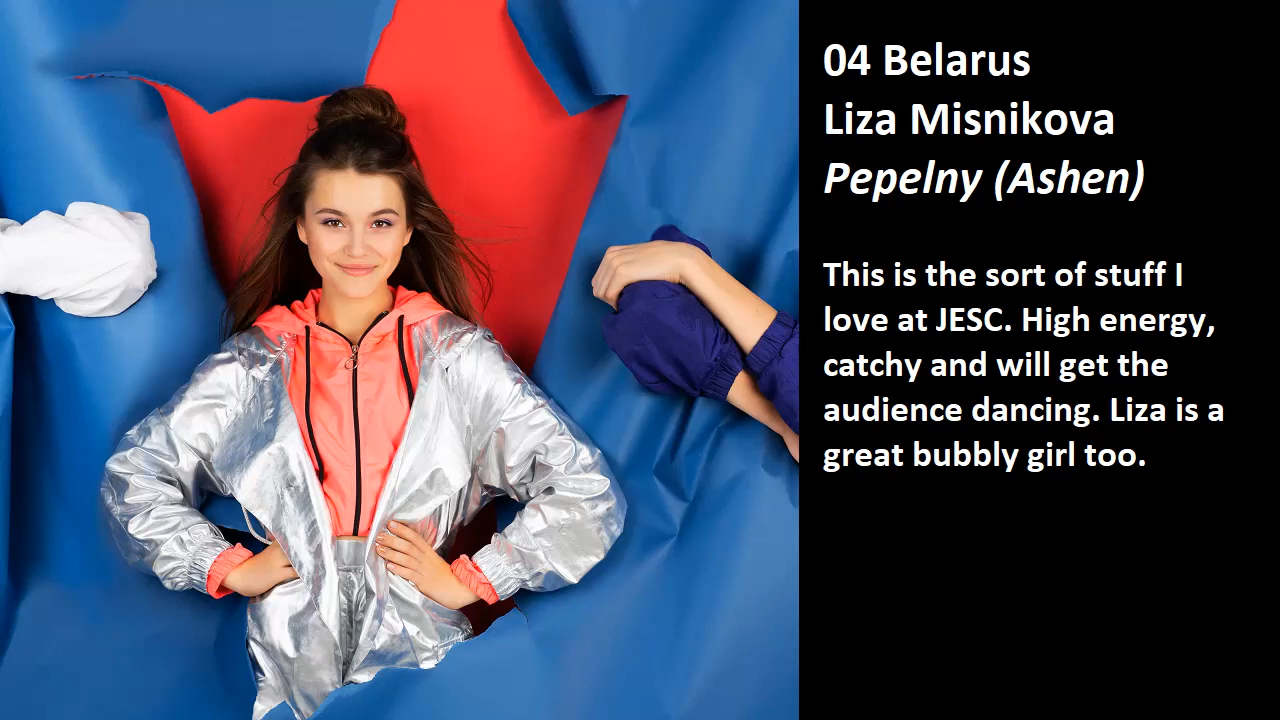 04 Belarus
Liza Misnikova
Pepelny (Ashen)
This is the sort of stuff I
love at JESC. High energy,
catchy and will get the
audience dancing. Liza is a
great bubbly girl too.